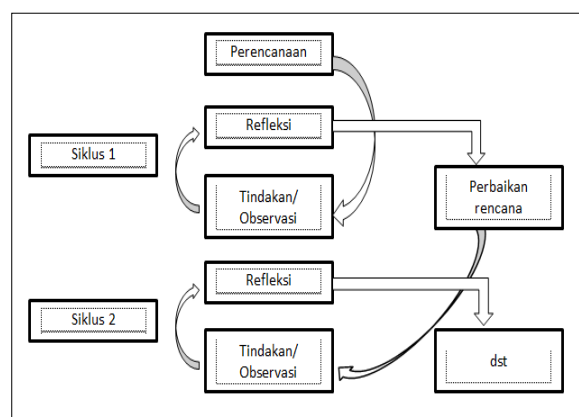 Perencanaan
Refleksi
Siklus 1
Tindakan/
Observasi
Perbaikan
rencana
Refleksi
Siklus 2
Tindakan/
Observasi
dst